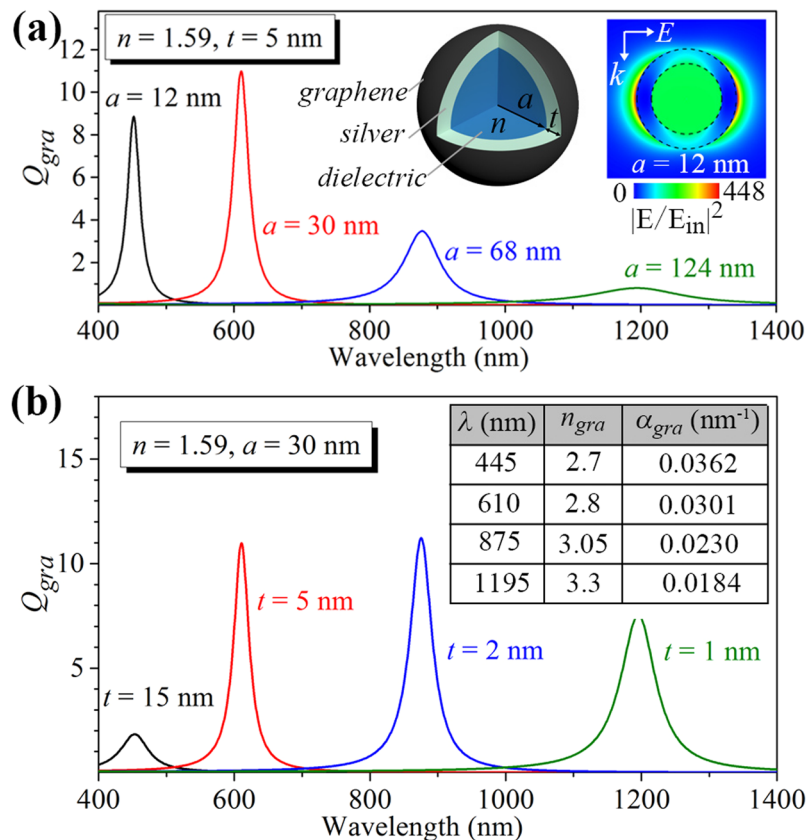 (a)
n = 1.59, t = 5 nm
12
10
8
6
4
2
Q_gra
a = 12 nm
a = 30 nm
a = 68 nm
a = 124 nm
graphene
silver
dielectric
a
t
n
E
k
a = 12 nm
0 448
|E/E_in|²
400 600 800 1000 1200 1400
Wavelength (nm)
(b)
n = 1.59, a = 30 nm
15
10
5
Q_gra
λ (nm) n_gra α_gra (nm⁻¹)
445 2.7 0.0362
610 2.8 0.0301
875 3.05 0.0230
1195 3.3 0.0184
t = 15 nm
t = 5 nm
t = 2 nm
t = 1 nm
400 600 800 1000 1200 1400
Wavelength (nm)